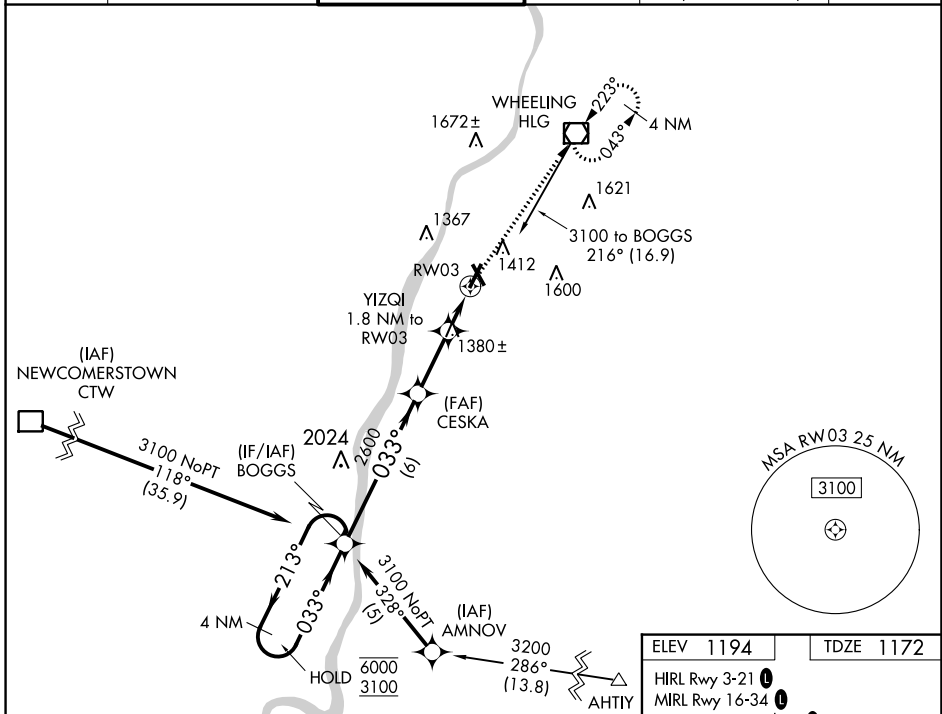 WHEELING
HLG
223°
043°
4 NM
1672±
1621
1367
3100 to BOGGS
216° (16.9)
RW03
1412
1600
YIZQI
1.8 NM to
RW03
1380±
(IAF)
NEWCOMERSTOWN
CTW
(FAF)
CESKA
3100 NoPT
118°
(35.9)
(IF/IAF)
BOGGS
2024
2600
033°
(6)
MSA RW03 25 NM
3100
213°
033°
4 NM
HOLD
6000
3100
3100 NoPT
328°
(5)
(IAF)
AMNOV
3200
286°
(13.8)
AHTIY
ELEV 1194
TDZE 1172
HIRL Rwy 3-21 L
MIRL Rwy 16-34 L